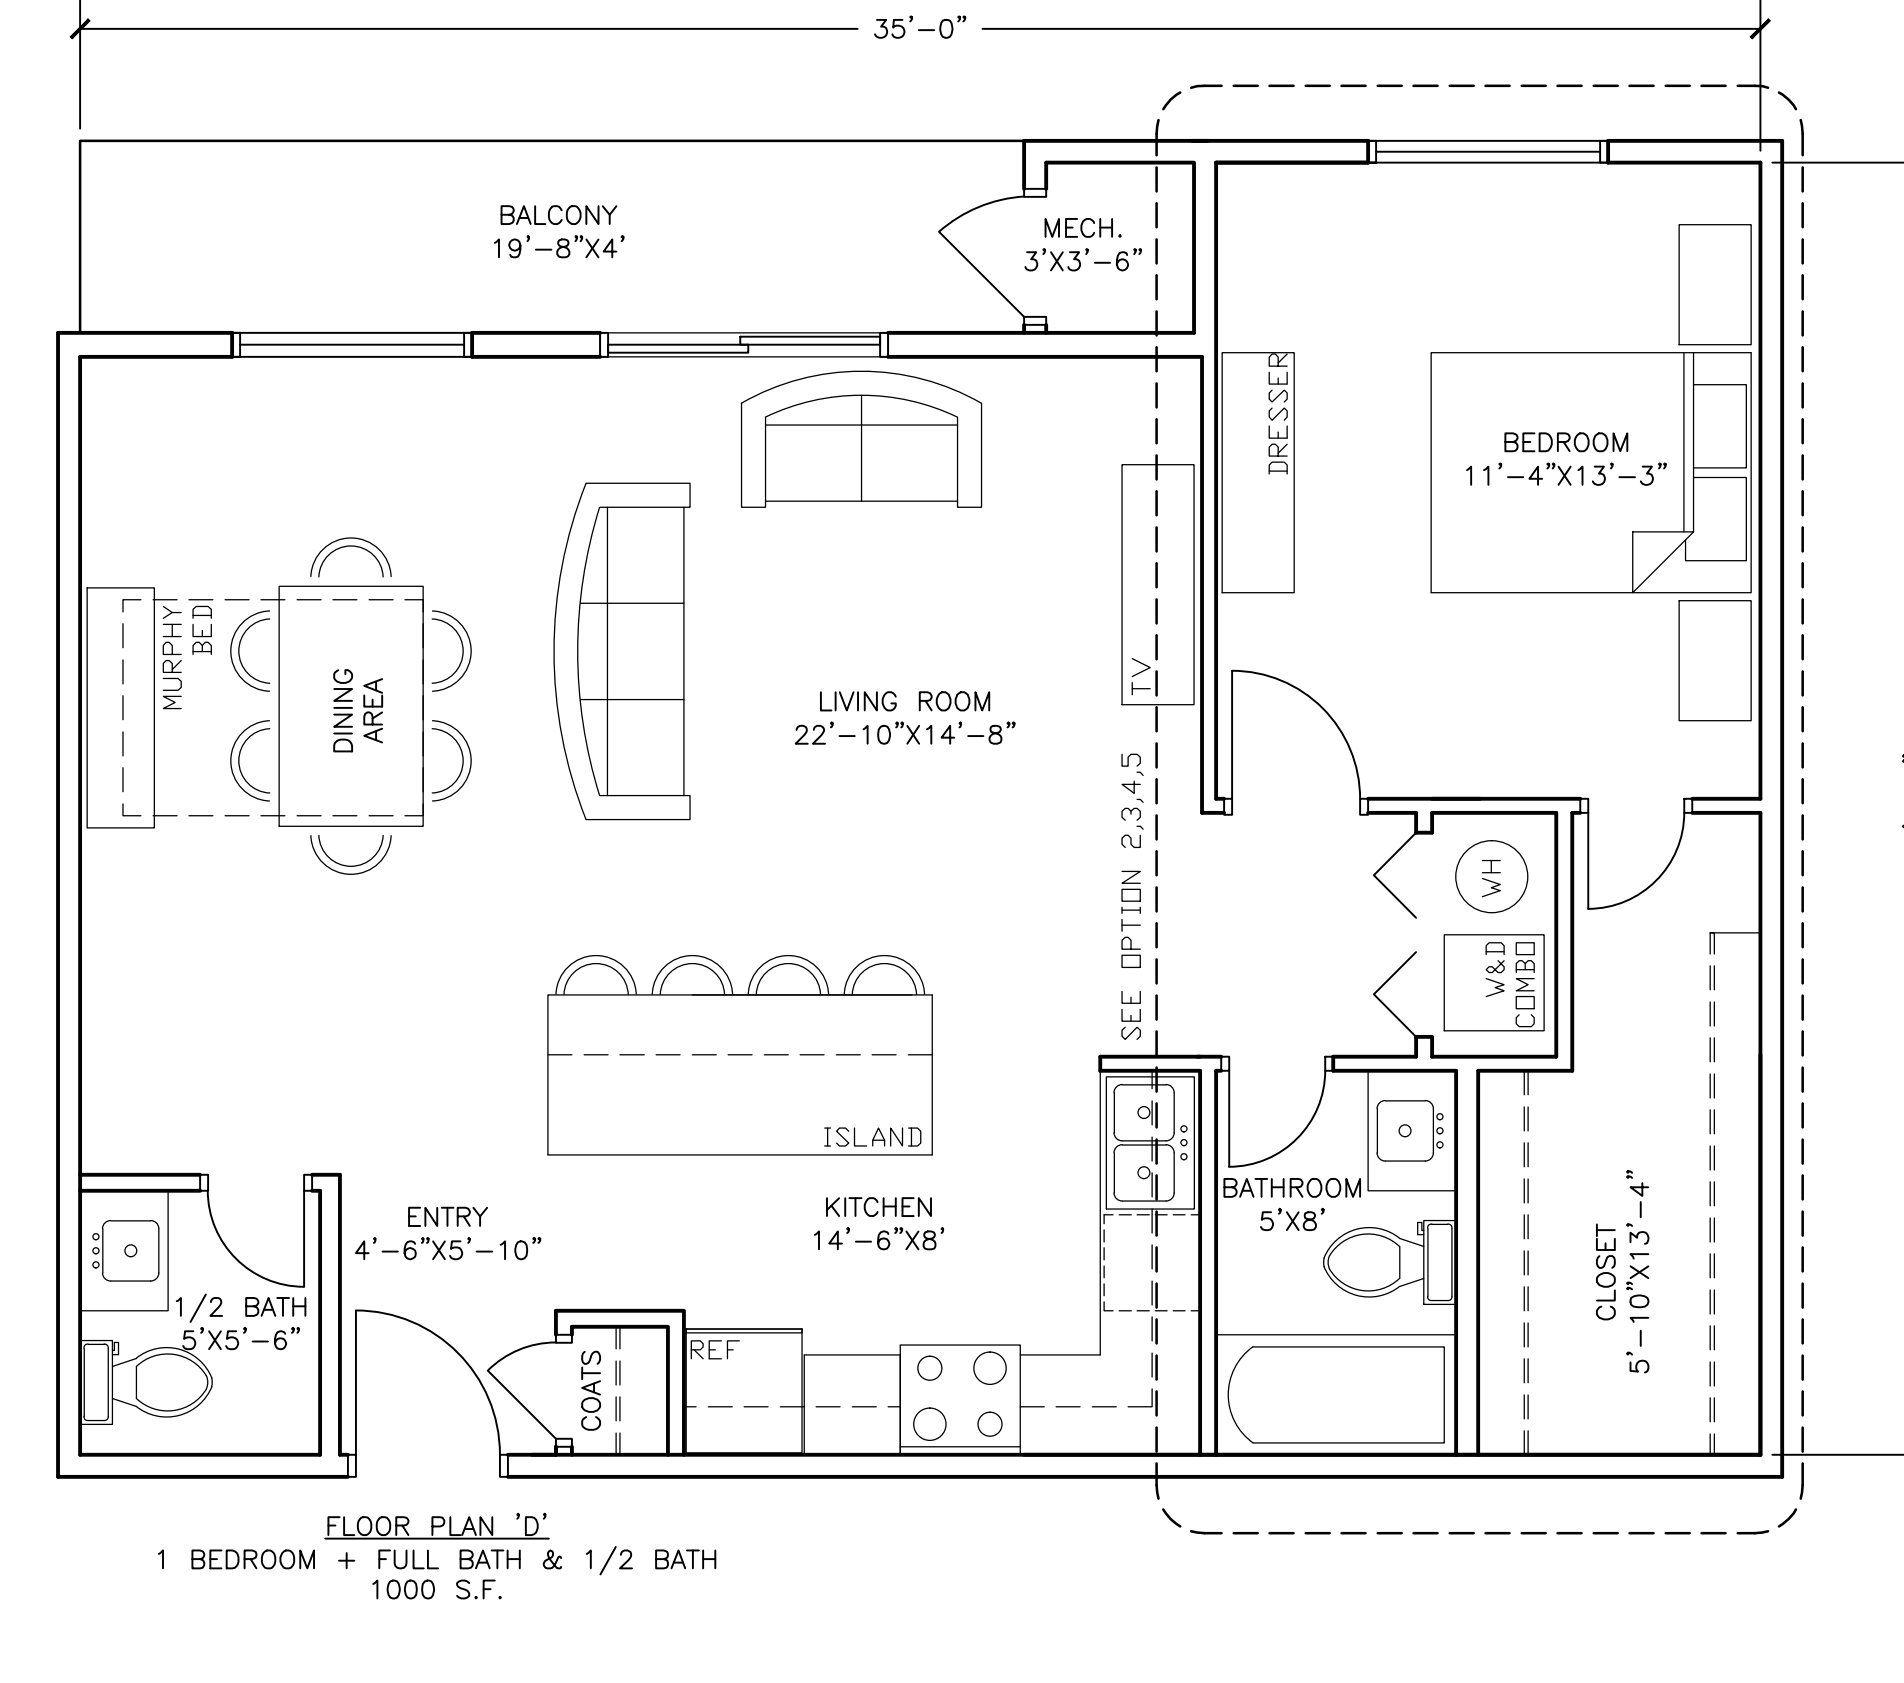 35'-0"
BALCONY
19'-8"X4'
MECH.
3'X3'-6"
DRESSER
BEDROOM
11'-4"X13'-3"
MURPHY
BED
DINING
AREA
LIVING ROOM
22'-10"X14'-8"
TV
SEE OPTION 2,3,4,5
WH
W&D
COMBO
ISLAND
ENTRY
4'-6"X5'-10"
KITCHEN
14'-6"X8'
BATHROOM
5'X8'
CLOSET
5'-10"X13'-4"
1/2 BATH
5'X5'-6"
COATS
REF
FLOOR PLAN 'D'
1 BEDROOM + FULL BATH & 1/2 BATH
1000 S.F.